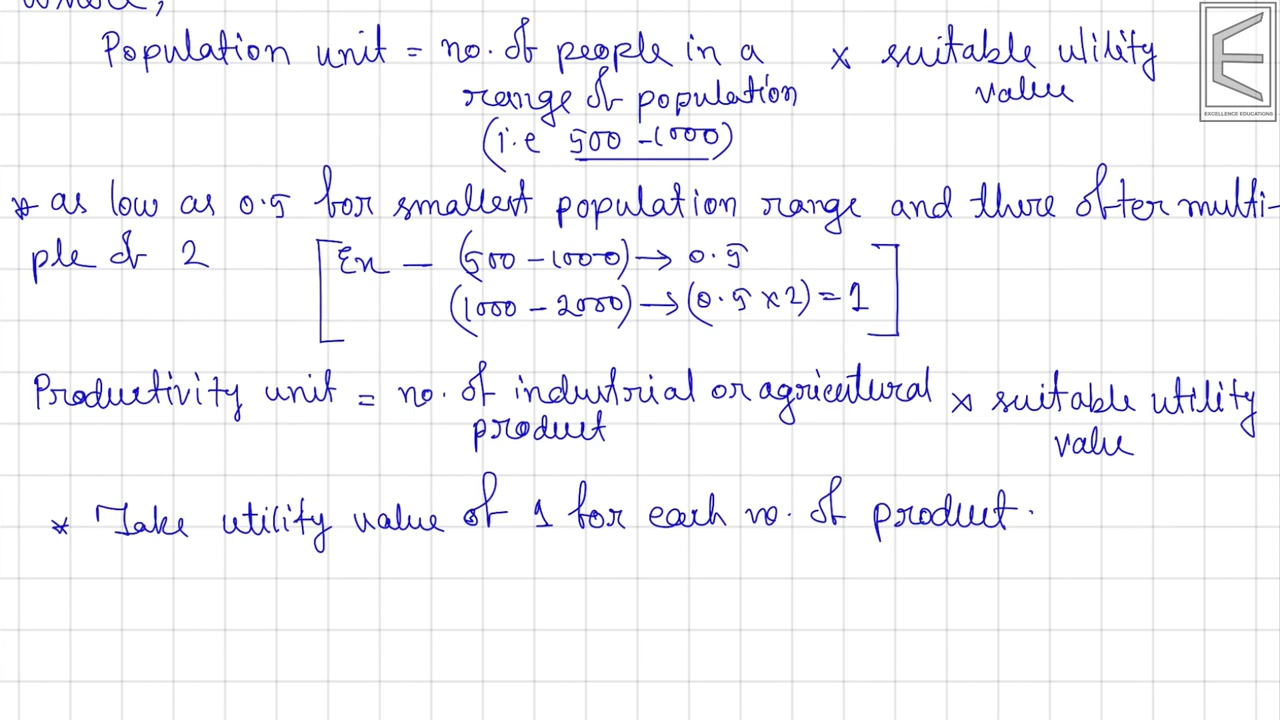 where,
Population unit = no. of people in a × suitable utility
range of population value
(i.e 500 - 1000)
* as low as 0.5 for smallest population range and there after multi-
ple of 2 [Ex — (500 - 1000) → 0.5
(1000 - 2000) → (0.5 × 2) = 1]
Productivity unit = no. of industrial or agricultural × suitable utility
product value
* Take utility value of 1 for each no. of product.
EXCELLENCE EDUCATIONS